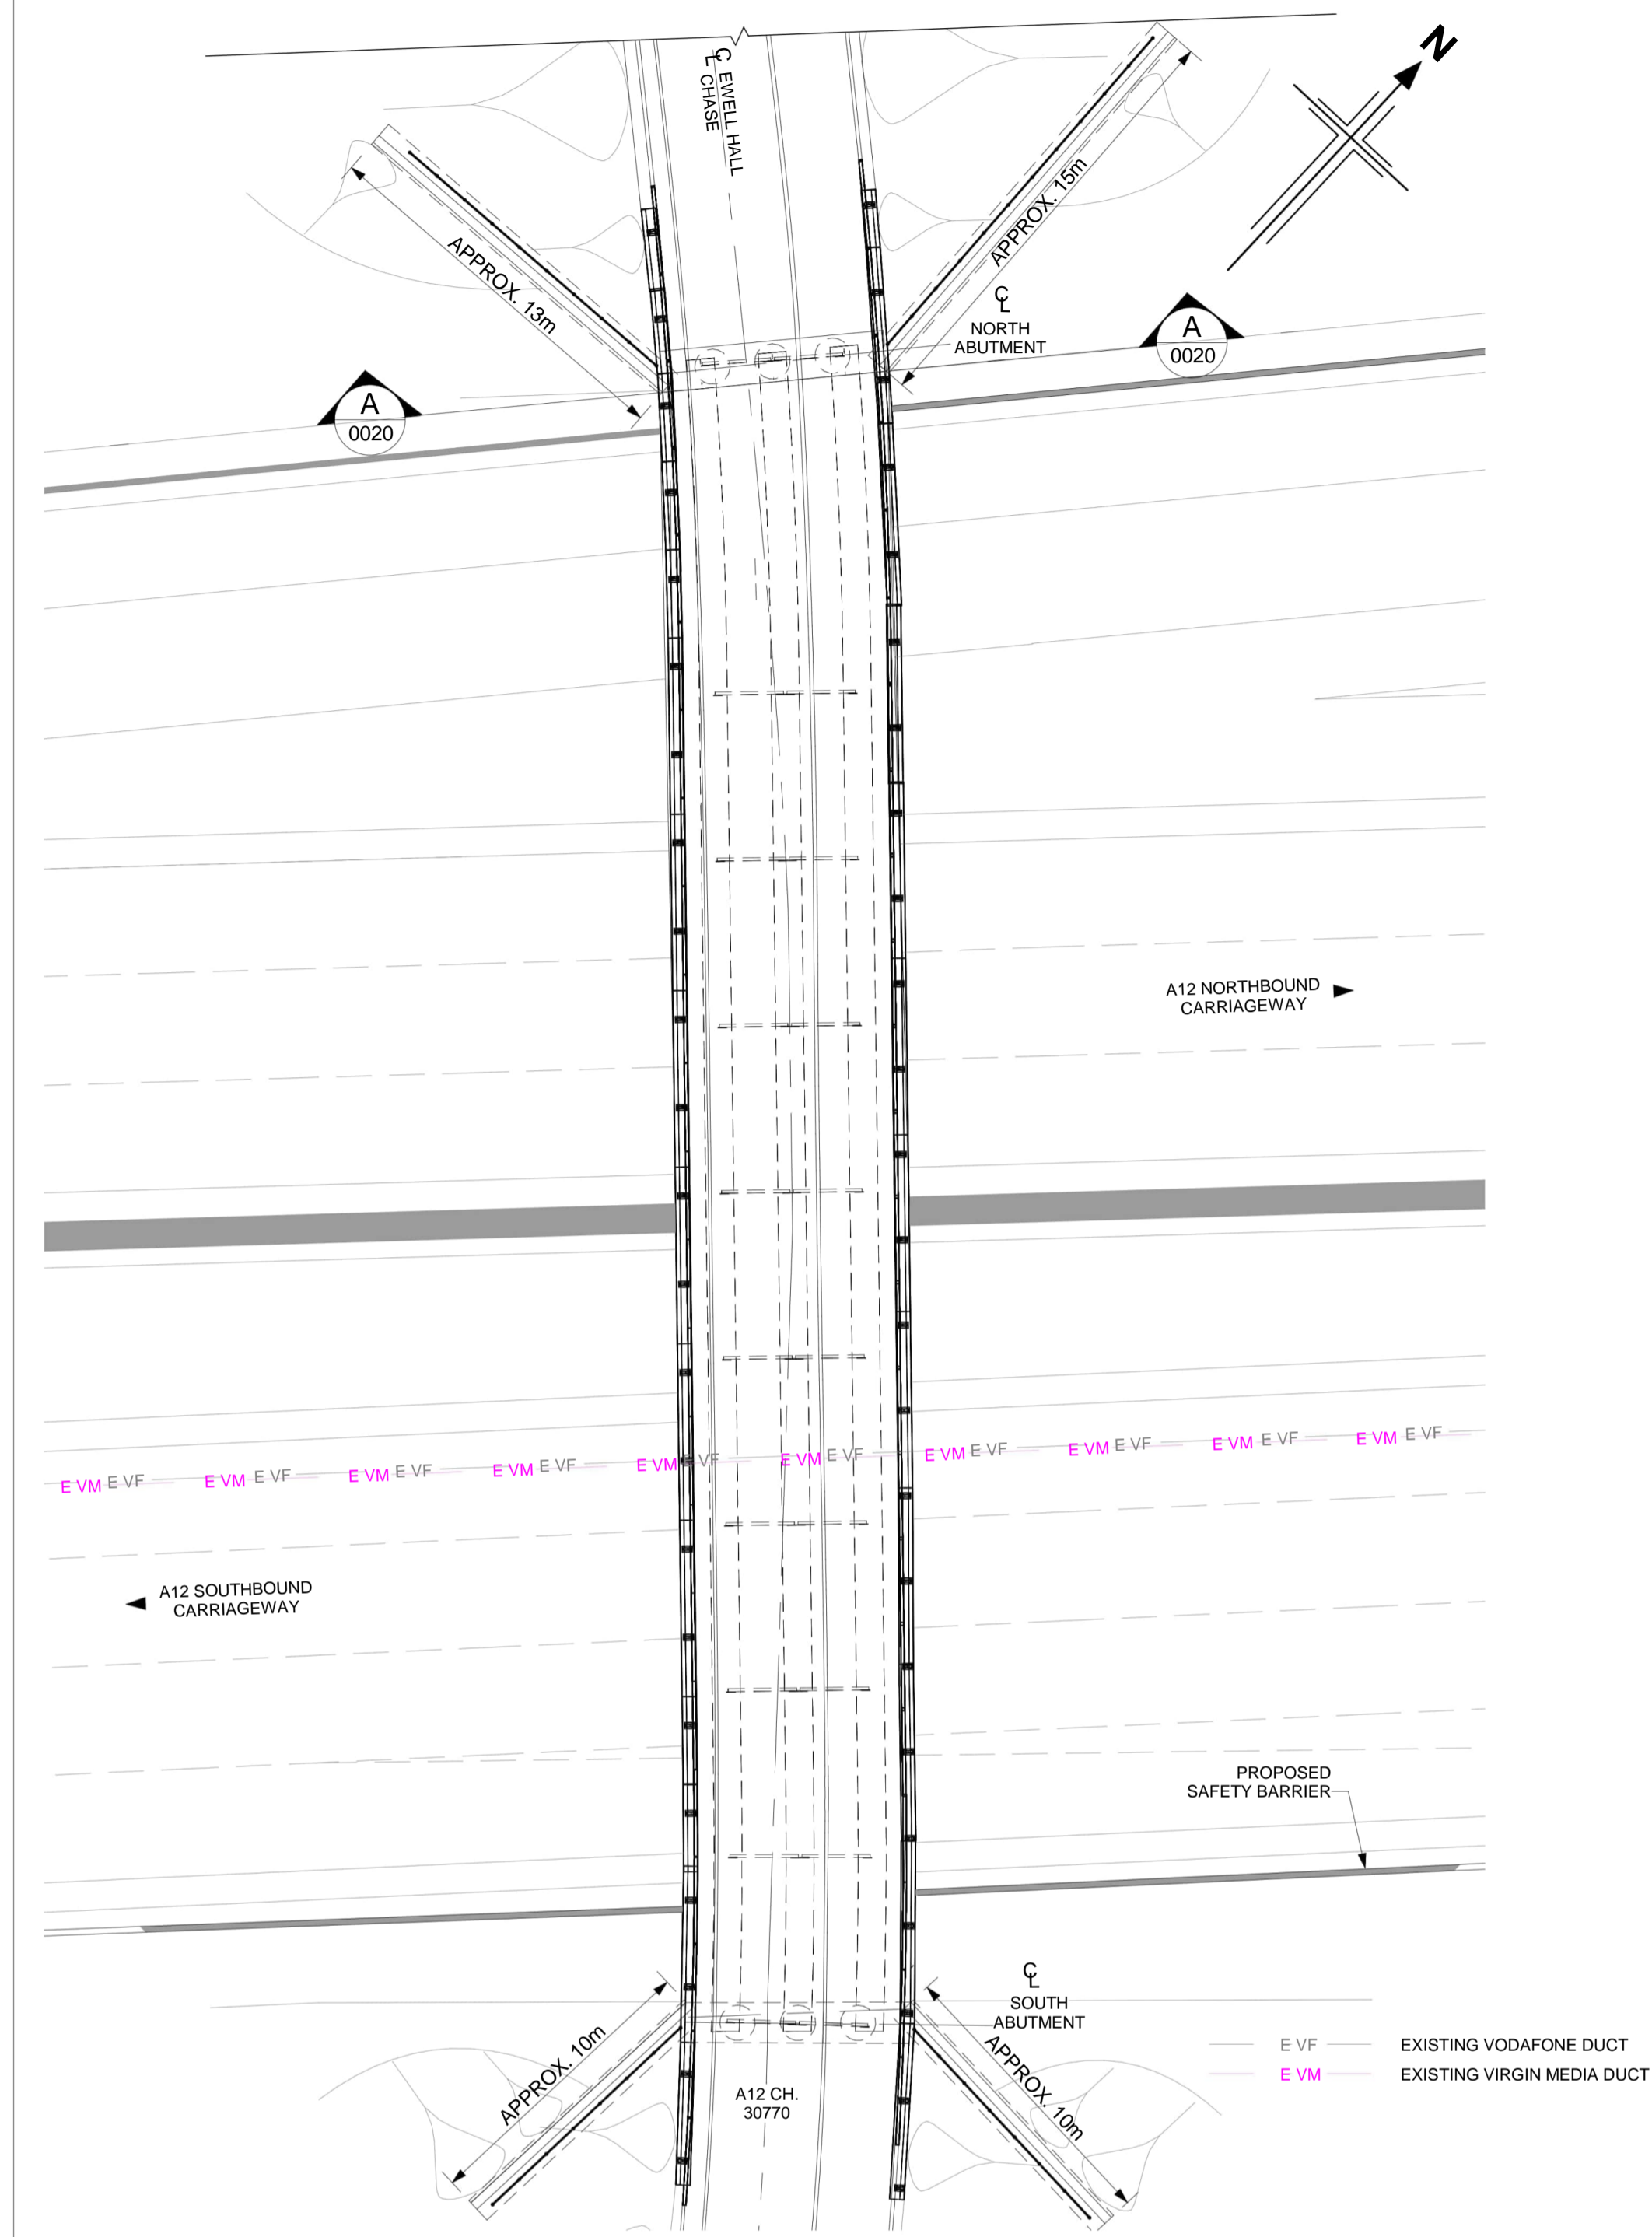 N
℄ EWELL HALL
CHASE
APPROX. 13m
APPROX. 15m
℄
NORTH
ABUTMENT
A
0020
A
0020
A12 NORTHBOUND
CARRIAGEWAY
E VM E VF E VM E VF E VM E VF E VM E VF E VM E VF E VM E VF E VM E VF E VM E VF E VM E VF E VM E VF
A12 SOUTHBOUND
CARRIAGEWAY
PROPOSED
SAFETY BARRIER
℄
SOUTH
ABUTMENT
APPROX. 10m
APPROX. 10m
A12 CH.
30770
E VF EXISTING VODAFONE DUCT
E VM EXISTING VIRGIN MEDIA DUCT